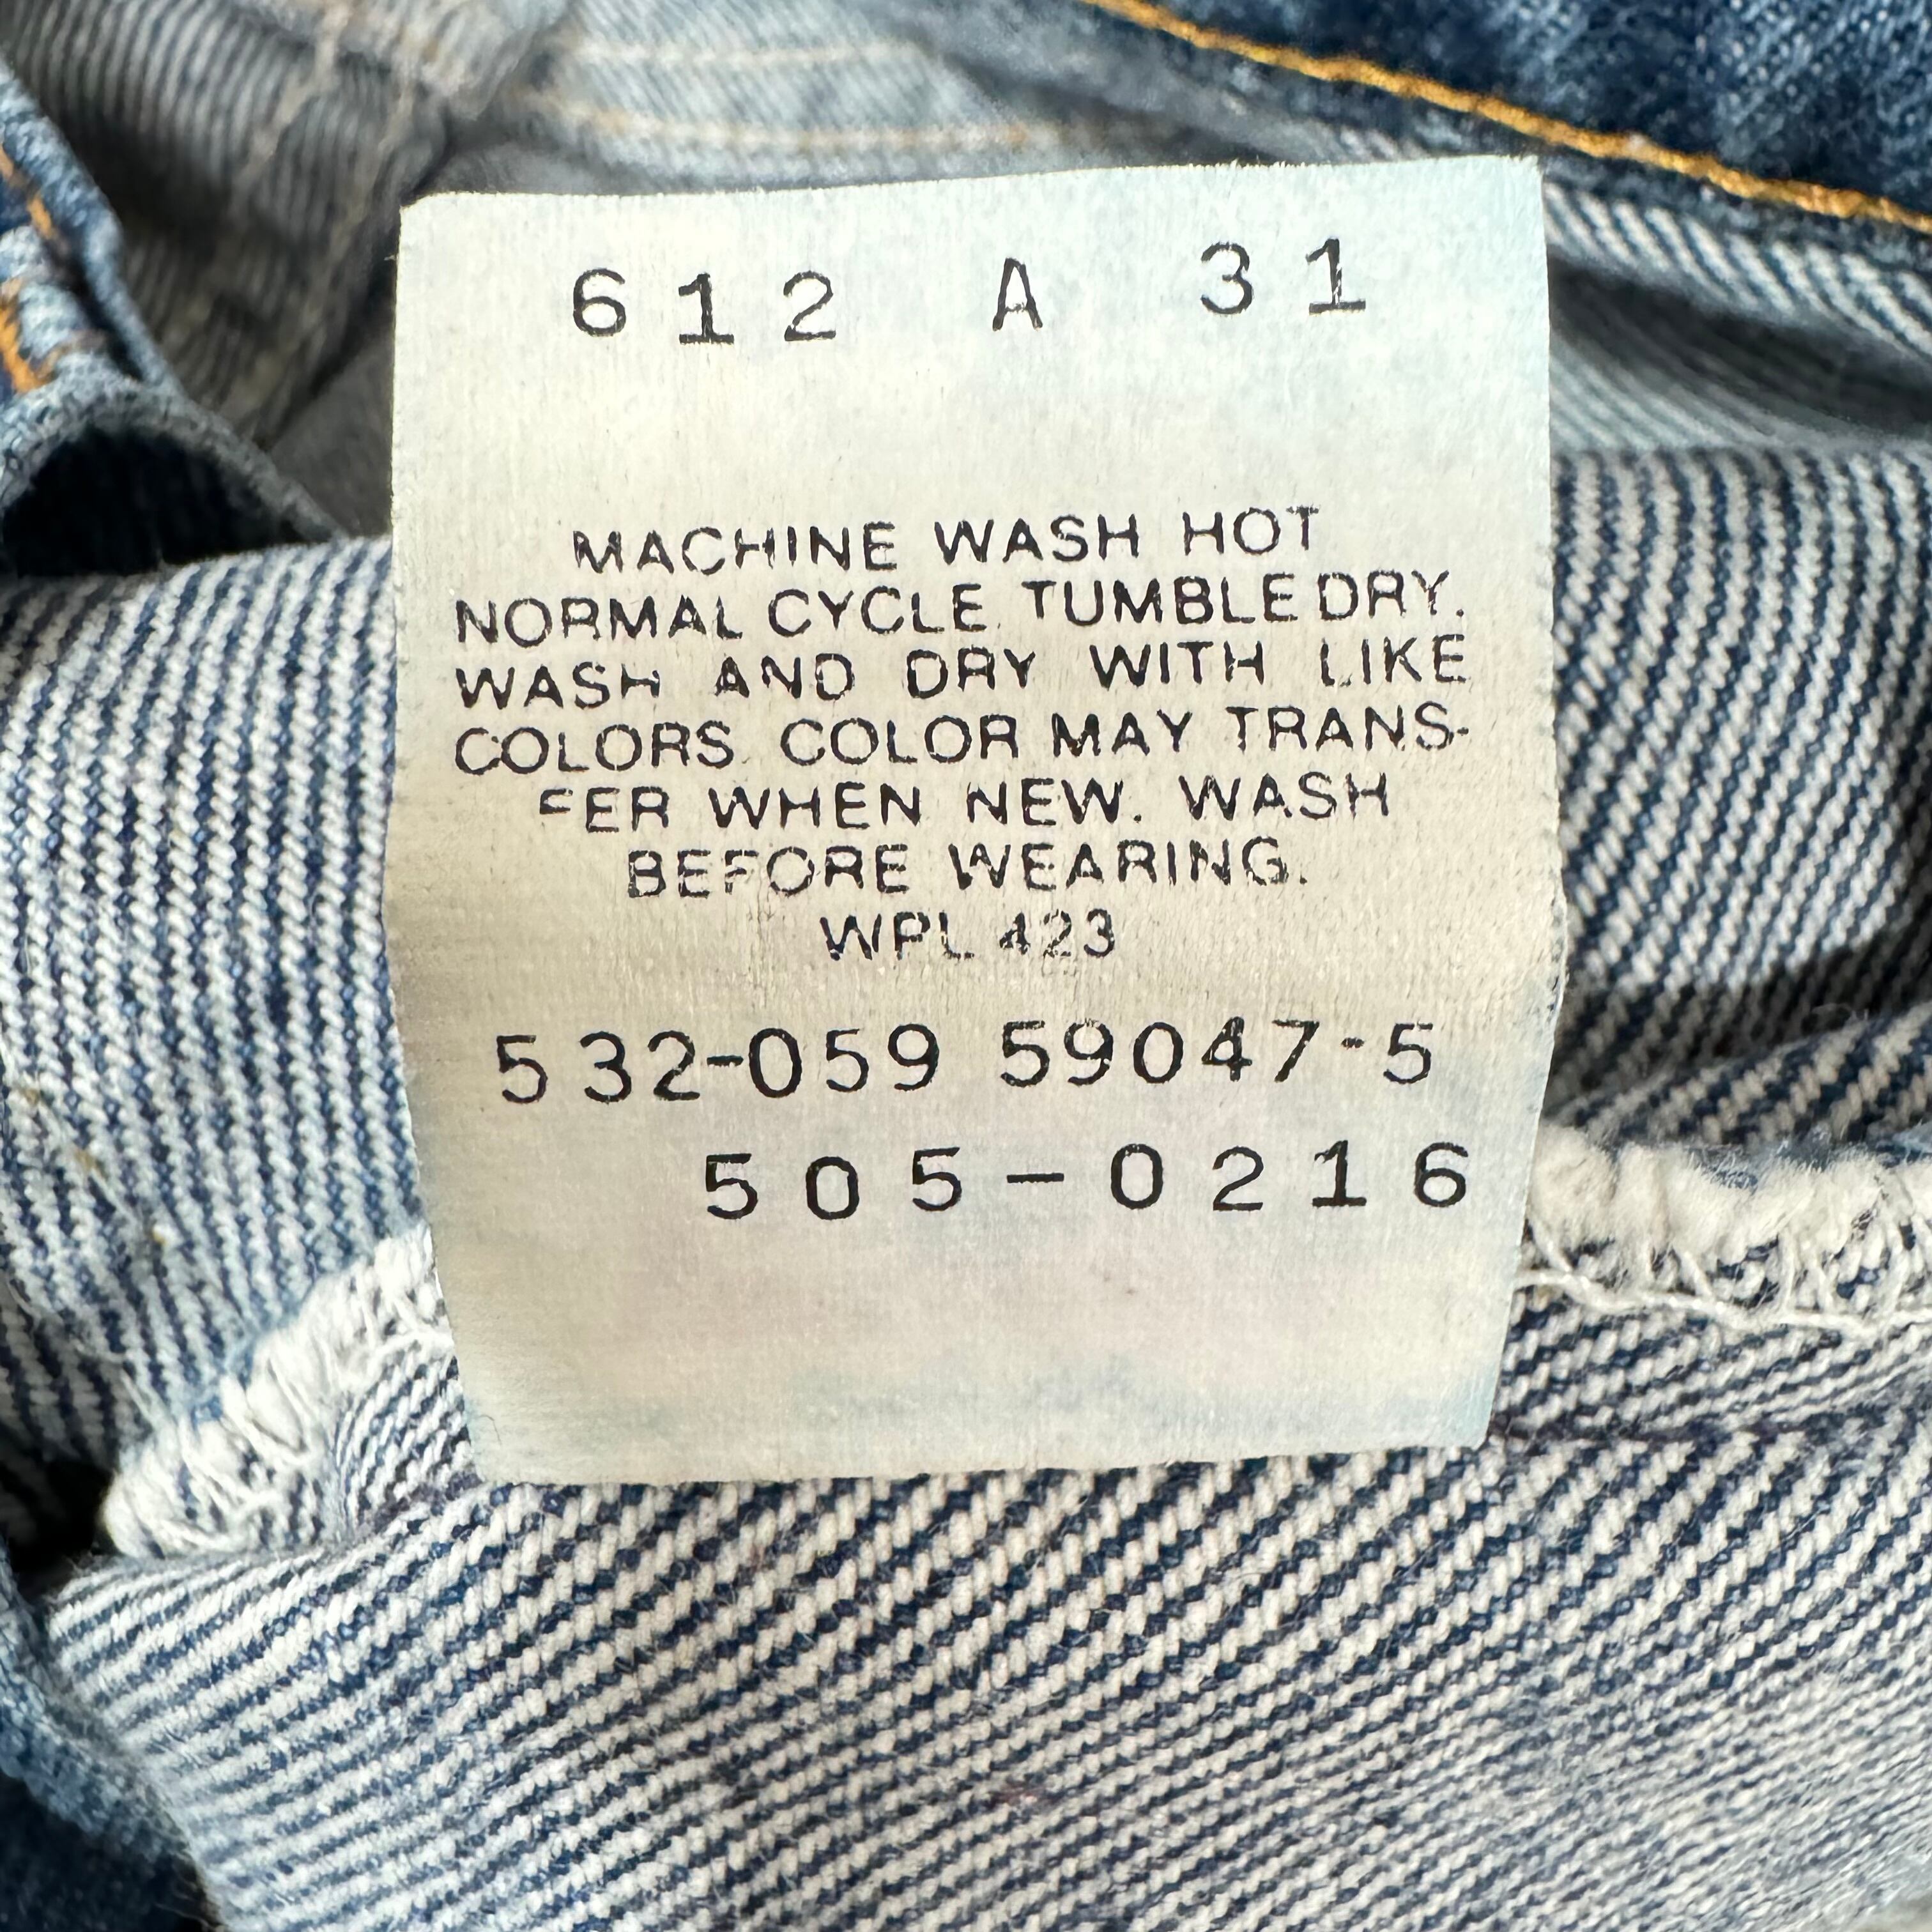 612 A 31
MACHINE WASH HOT
NORMAL CYCLE. TUMBLE DRY.
WASH AND DRY WITH LIKE
COLORS. COLOR MAY TRANS-
FER WHEN NEW. WASH
BEFORE WEARING.
WPL 423
532-059 59047-5
505-0216